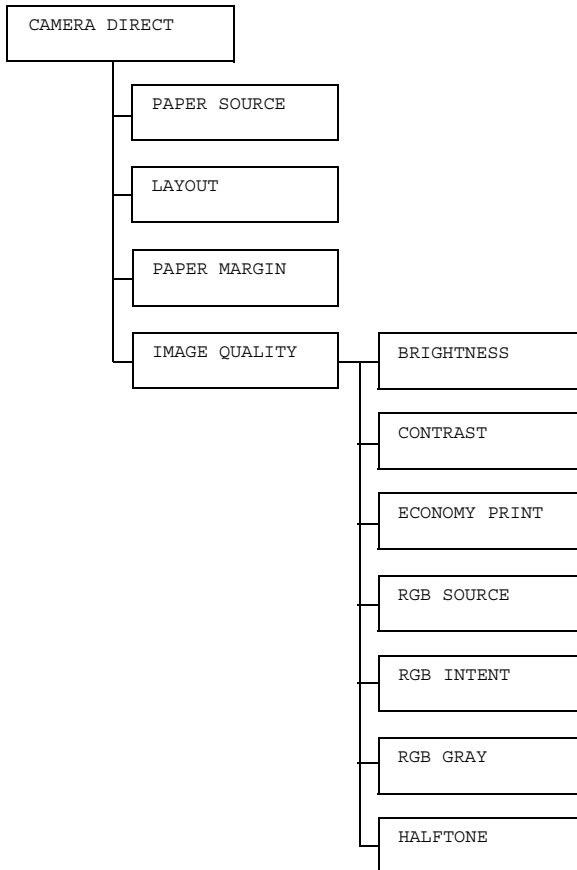 CAMERA DIRECT
PAPER SOURCE
LAYOUT
PAPER MARGIN
IMAGE QUALITY
BRIGHTNESS
CONTRAST
ECONOMY PRINT
RGB SOURCE
RGB INTENT
RGB GRAY
HALFTONE